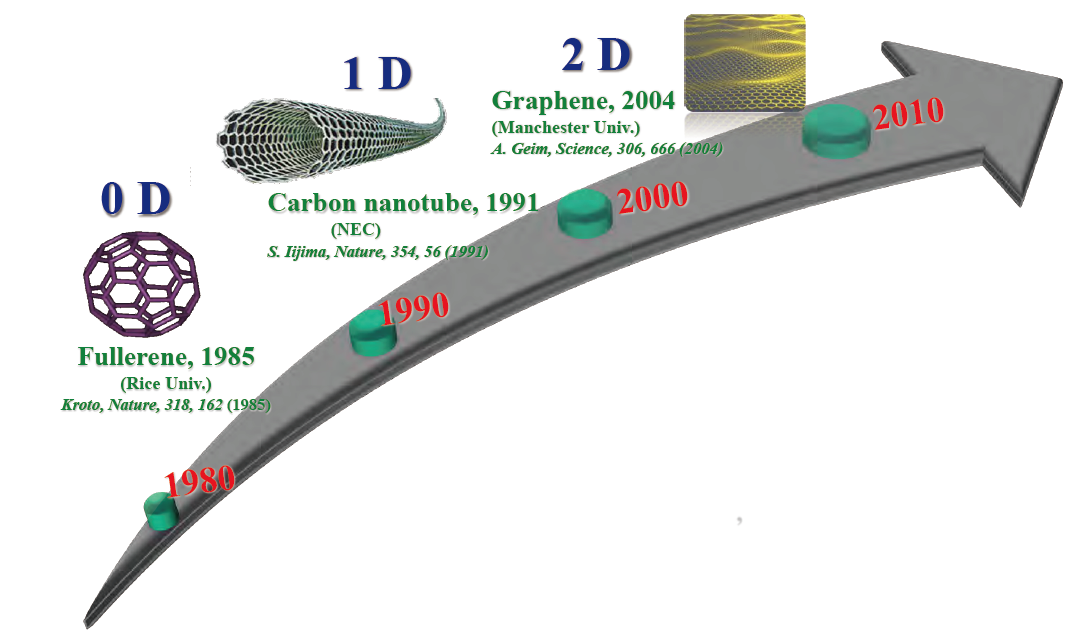 0 D
Fullerene, 1985
(Rice Univ.)
Kroto, Nature, 318, 162 (1985)
1 D
Carbon nanotube, 1991
(NEC)
S. Iijima, Nature, 354, 56 (1991)
2 D
Graphene, 2004
(Manchester Univ.)
A. Geim, Science, 306, 666 (2004)
1980
1990
2000
2010
,